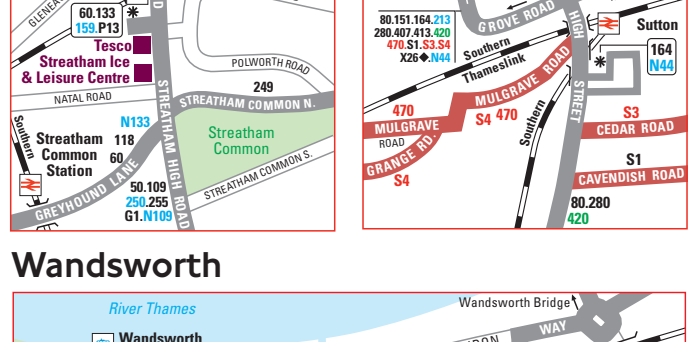 GLENEA
60.133
159.P13
D
Tesco
Streatham Ice
& Leisure Centre
POLWORTH ROAD
249
NATAL ROAD
STREATHAM COMMON N.
STREATHAM HIGH ROAD
Southern
N133
118
60
Streatham
Common
Station
Streatham
Common
STREATHAM COMMON S.
GREYHOUND LANE
50.109
250.255
G1.N109
80.151.164.213
280.407.413.420
470.S1.S3.S4
X26◆.N44
GROVE ROAD
HIGH STREET
Sutton
164
N44
Southern
Thameslink
MULGRAVE ROAD
470
MULGRAVE
ROAD
S4 470
Southern
GRANGE RD.
S4
S3
CEDAR ROAD
S1
CAVENDISH ROAD
80.280
420
Wandsworth
River Thames
Wandsworth Bridge
WAY
Wandsworth